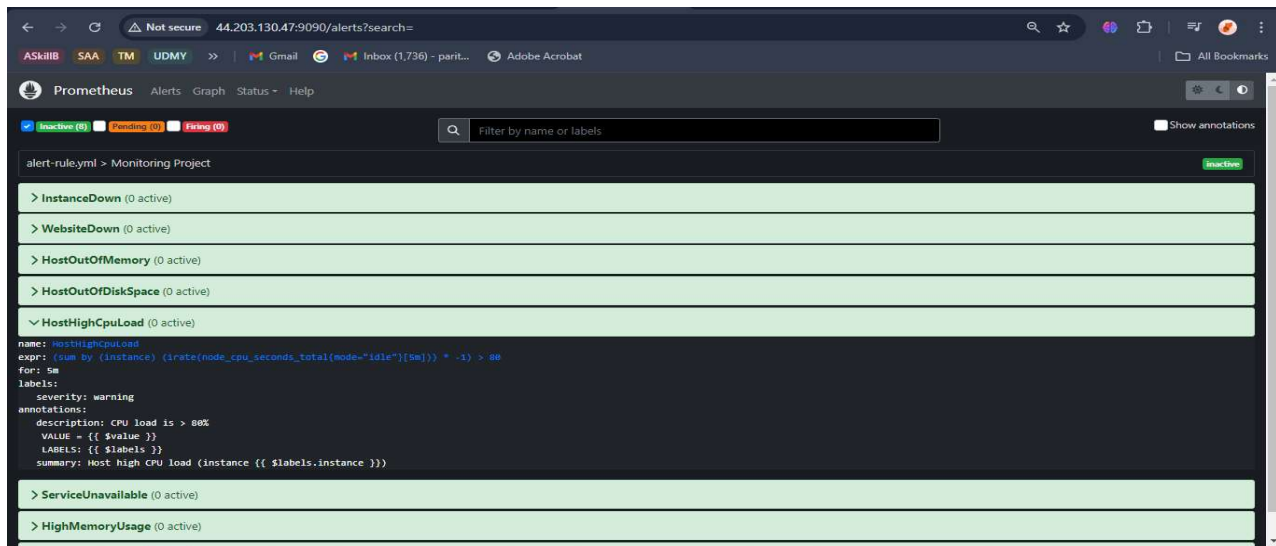 Not secure 44.203.130.47:9090/alerts?search=
ASkillB SAA TM UDMY >> Gmail Inbox (1,736) - parit... Adobe Acrobat All Bookmarks
Prometheus Alerts Graph Status Help
Inactive (8) Pending (0) Firing (0) Filter by name or labels Show annotations
alert-rule.yml > Monitoring Project inactive
InstanceDown (0 active)
WebsiteDown (0 active)
HostOutOfMemory (0 active)
HostOutOfDiskSpace (0 active)
HostHighCpuLoad (0 active)
name: HostHighCpuLoad
expr: (sum by (instance) (irate(node_cpu_seconds_total{mode="idle"}[5m])) * -1) > 80
for: 5m
labels:
severity: warning
annotations:
description: CPU load is > 80%
VALUE = {{ $value }}
LABELS: {{ $labels }}
summary: Host high CPU load (instance {{ $labels.instance }})
ServiceUnavailable (0 active)
HighMemoryUsage (0 active)